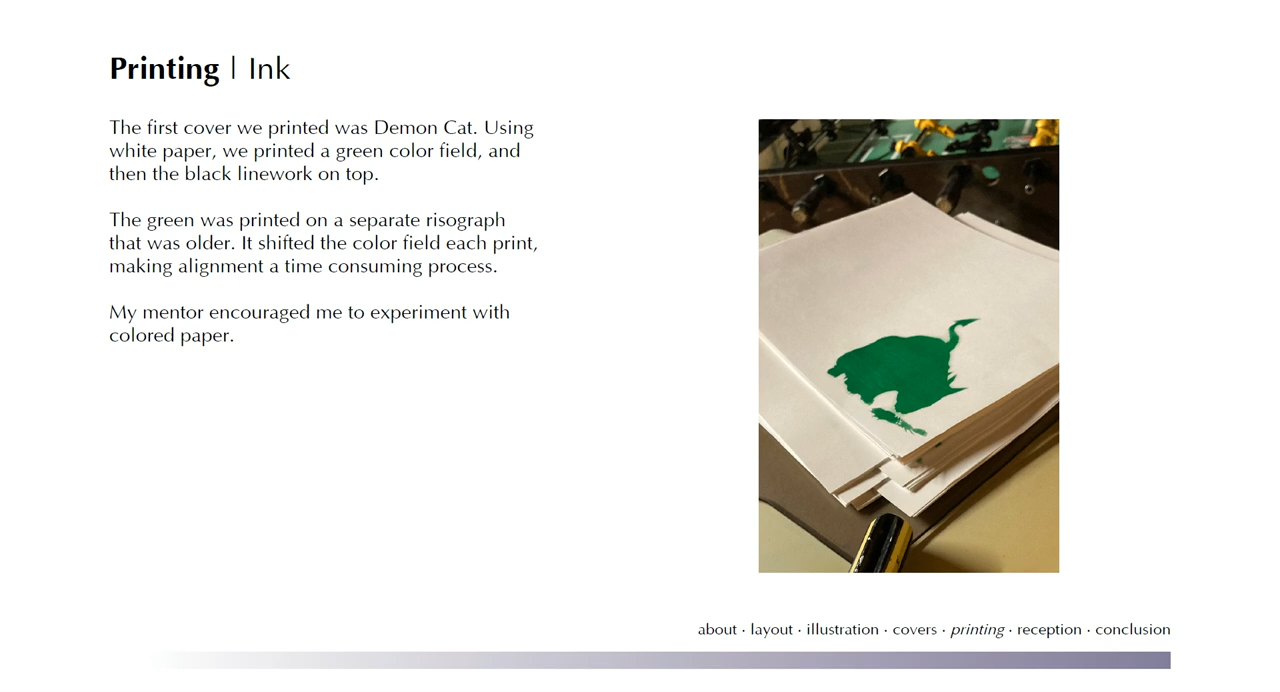 Printing | Ink
The first cover we printed was Demon Cat. Using
white paper, we printed a green color field, and
then the black linework on top.
The green was printed on a separate risograph
that was older. It shifted the color field each print,
making alignment a time consuming process.
My mentor encouraged me to experiment with
colored paper.
about · layout · illustration · covers · printing · reception · conclusion